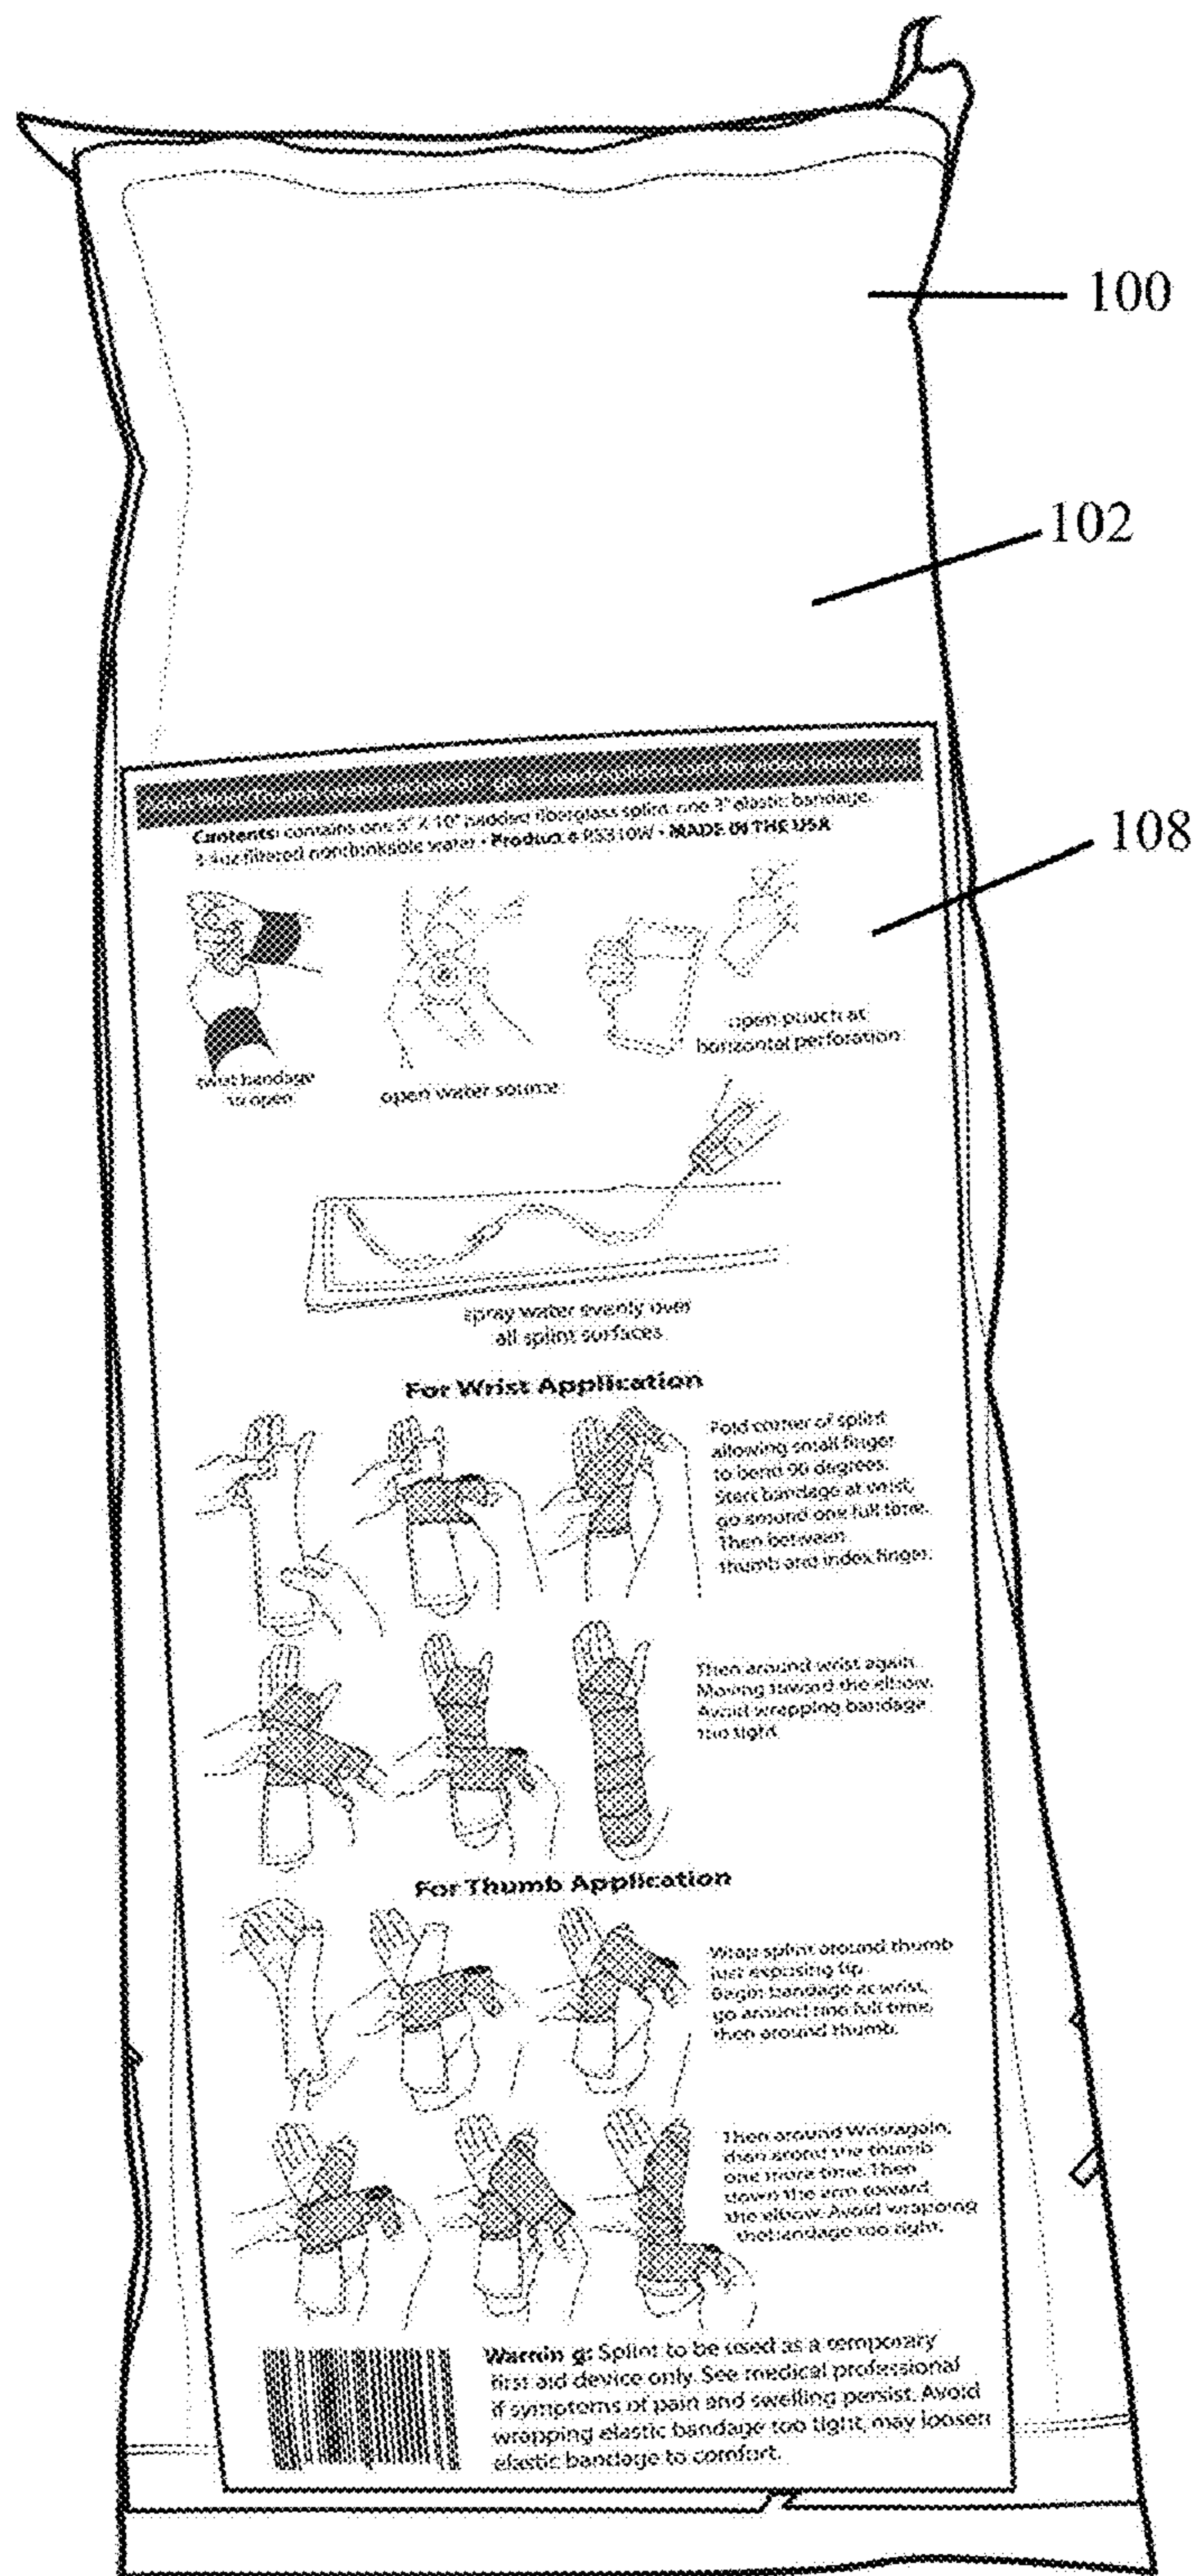 100
102
108
Contents: contains one 3" X 10" padded fiberglass splint, one 3" elastic bandage,
filtered nondrinkable water • Product # RS310W • MADE IN THE USA
twist bandage
to open
open water source
open pouch at
horizontal perforation
spray water evenly over
all splint surfaces
For Wrist Application
Fold corner of splint
allowing small finger
to bend 90 degrees.
Start bandage at wrist,
go around one full time.
Then between
thumb and index finger.
Then around wrist again.
Moving toward the elbow.
Avoid wrapping bandage
too tight.
For Thumb Application
Wrap splint around thumb
just exposing tip.
Begin bandage at wrist,
go around one full time,
then around thumb.
Then around Wrist again,
then around the thumb
one more time. Then
down the arm toward
the elbow. Avoid wrapping
the bandage too tight.
Warnin g: Splint to be used as a temporary
first aid device only. See medical professional
if symptoms of pain and swelling persist. Avoid
wrapping elastic bandage too tight, may loosen
elastic bandage to comfort.